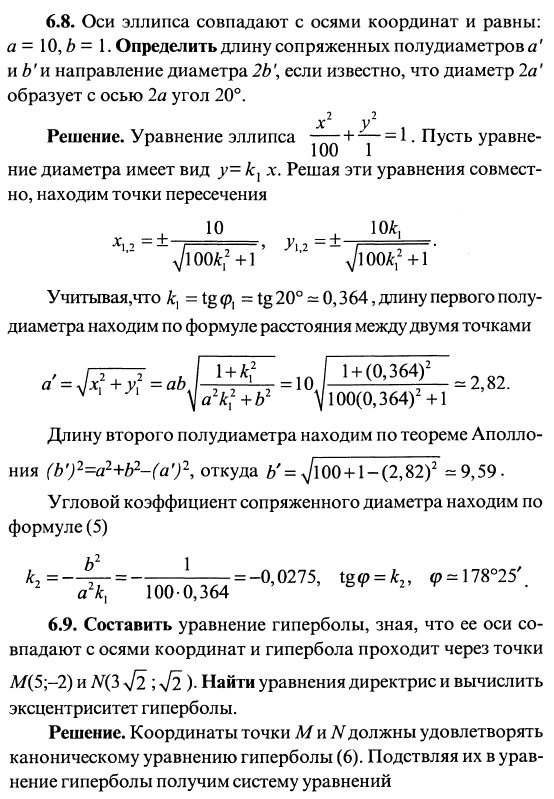 6.8. Оси эллипса совпадают с осями координат и равны:
a = 10, b = 1. Определить длину сопряженных полудиаметров a'
и b' и направление диаметра 2b', если известно, что диаметр 2a'
образует с осью 2a угол 20°.
Решение. Уравнение эллипса x²/100 + y²/1 = 1. Пусть уравне-
ние диаметра имеет вид y= k₁ x. Решая эти уравнения совмест-
но, находим точки пересечения
x₁,₂ = ± 10/√(100k₁² + 1), y₁,₂ = ± 10k₁/√(100k₁² + 1).
Учитывая,что k₁ = tg φ₁ = tg 20° ≃ 0,364, длину первого полу-
диаметра находим по формуле расстояния между двумя точками
a' = √(x₁² + y₁²) = ab√((1 + k₁²)/(a²k₁² + b²)) = 10√((1 + (0,364)²)/(100(0,364)² + 1)) ≃ 2,82.
Длину второго полудиаметра находим по теореме Аполло-
ния (b')²=a²+b²–(a')², откуда b' = √(100 + 1 – (2,82)²) ≃ 9,59.
Угловой коэффициент сопряженного диаметра находим по
формуле (5)
k₂ = – b²/(a²k₁) = – 1/(100·0,364) = –0,0275, tgφ = k₂, φ ≃ 178°25'.
6.9. Составить уравнение гиперболы, зная, что ее оси со-
впадают с осями координат и гипербола проходит через точки
M(5;–2) и N(3√2 ; √2 ). Найти уравнения директрис и вычислить
эксцентриситет гиперболы.
Решение. Координаты точки M и N должны удовлетворять
каноническому уравнению гиперболы (6). Подствляя их в урав-
нение гиперболы получим систему уравнений